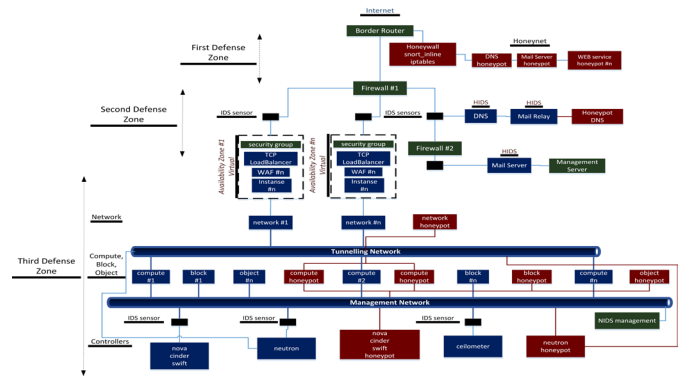 Internet
Border Router
First Defense
Zone
Honeywall
snort_inline
iptables
Honeynet
DNS
honeypot
Mail Server
honeypot
WEB service
honeypot #n
Firewall #1
Second Defense
Zone
IDS sensor
IDS sensors
HIDS
DNS
HIDS
Mail Relay
Honeypot
DNS
Firewall #2
HIDS
Mail Server
Management
Server
Availability Zone #1
Virtual
security group
TCP
LoadBalancer
WAF #n
Instanse
#n
Availability Zone #n
Virtual
security group
TCP
LoadBalancer
WAF #n
Instanse
#n
Third Defense
Zone
Network
network #1
network #n
network
honeypot
Tunnelling Network
Compute,
Block,
Object
compute
#1
block
#1
object
#n
compute
honeypot
compute
#2
compute
honeypot
block
#n
block
honeypot
compute
#n
object
honeypot
Management Network
Controllers
IDS sensor
IDS sensor
IDS sensor
NIDS management
nova
cinder
swift
neutron
nova
cinder
swift
honeypot
ceilometer
neutron
honeypot